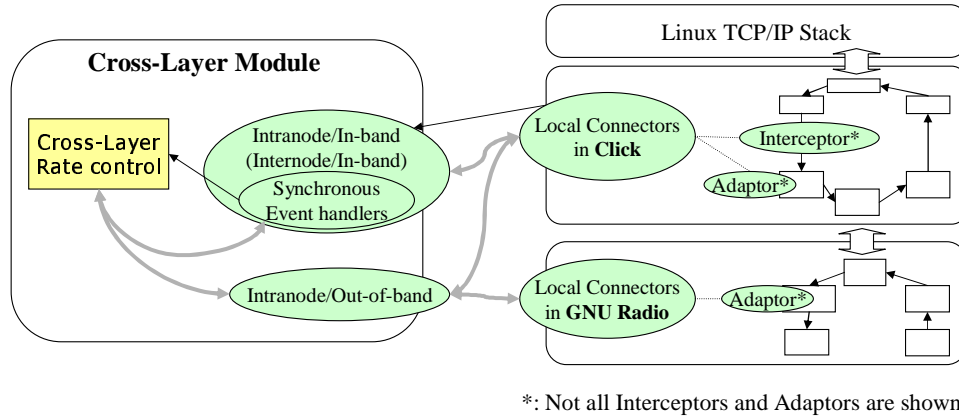 Linux TCP/IP Stack
Cross-Layer Module
Cross-Layer
Rate control
Intranode/In-band
(Internode/In-band)
Synchronous
Event handlers
Intranode/Out-of-band
Local Connectors
in Click
Interceptor*
Adaptor*
Local Connectors
in GNU Radio
Adaptor*
*: Not all Interceptors and Adaptors are shown